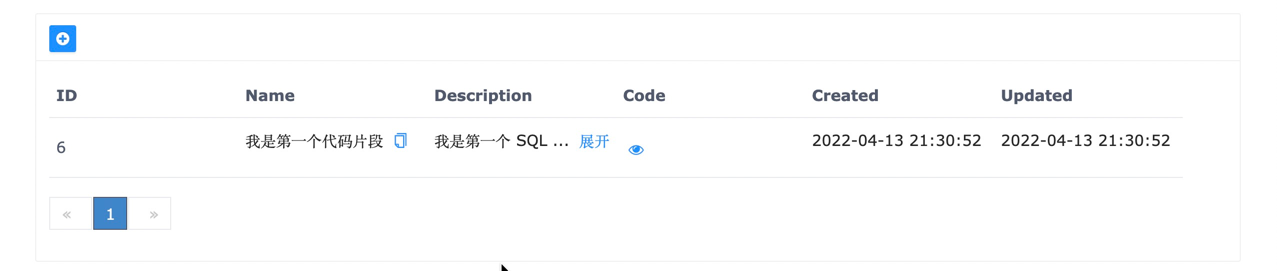 ID Name Description Code Created Updated
6 我是第一个代码片段 我是第一个 SQL ... 展开 2022-04-13 21:30:52 2022-04-13 21:30:52
« 1 »